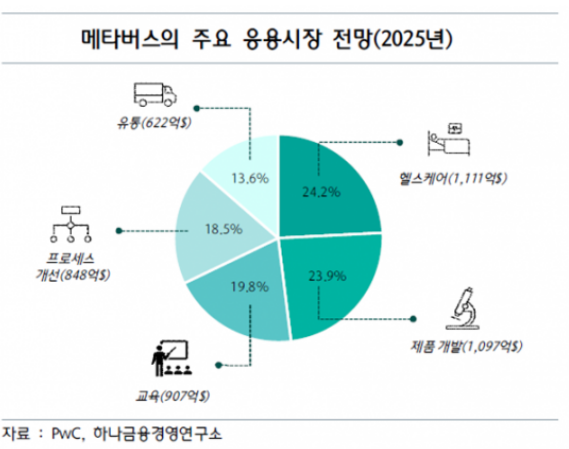 메타버스의 주요 응용시장 전망(2025년)
유통(622억$)
13.6%
24.2%
헬스케어(1,111억$)
18.5%
프로세스
개선(848억$)
19.8%
23.9%
제품 개발(1,097억$)
교육(907억$)
자료 : PwC, 하나금융경영연구소